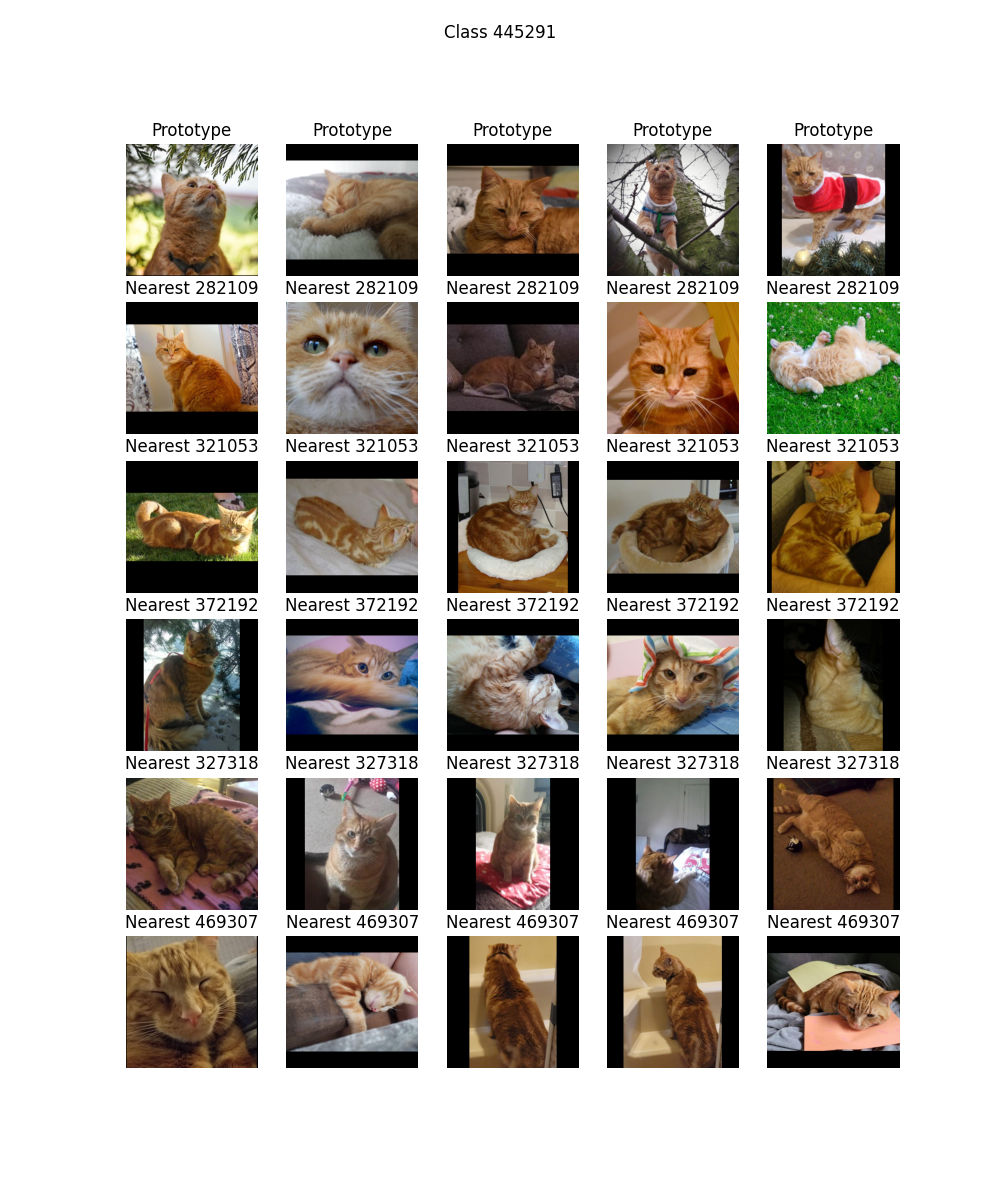 Class 445291
Prototype Prototype Prototype Prototype Prototype
Nearest 282109 Nearest 282109 Nearest 282109 Nearest 282109 Nearest 282109
Nearest 321053 Nearest 321053 Nearest 321053 Nearest 321053 Nearest 321053
Nearest 372192 Nearest 372192 Nearest 372192 Nearest 372192 Nearest 372192
Nearest 327318 Nearest 327318 Nearest 327318 Nearest 327318 Nearest 327318
Nearest 469307 Nearest 469307 Nearest 469307 Nearest 469307 Nearest 469307